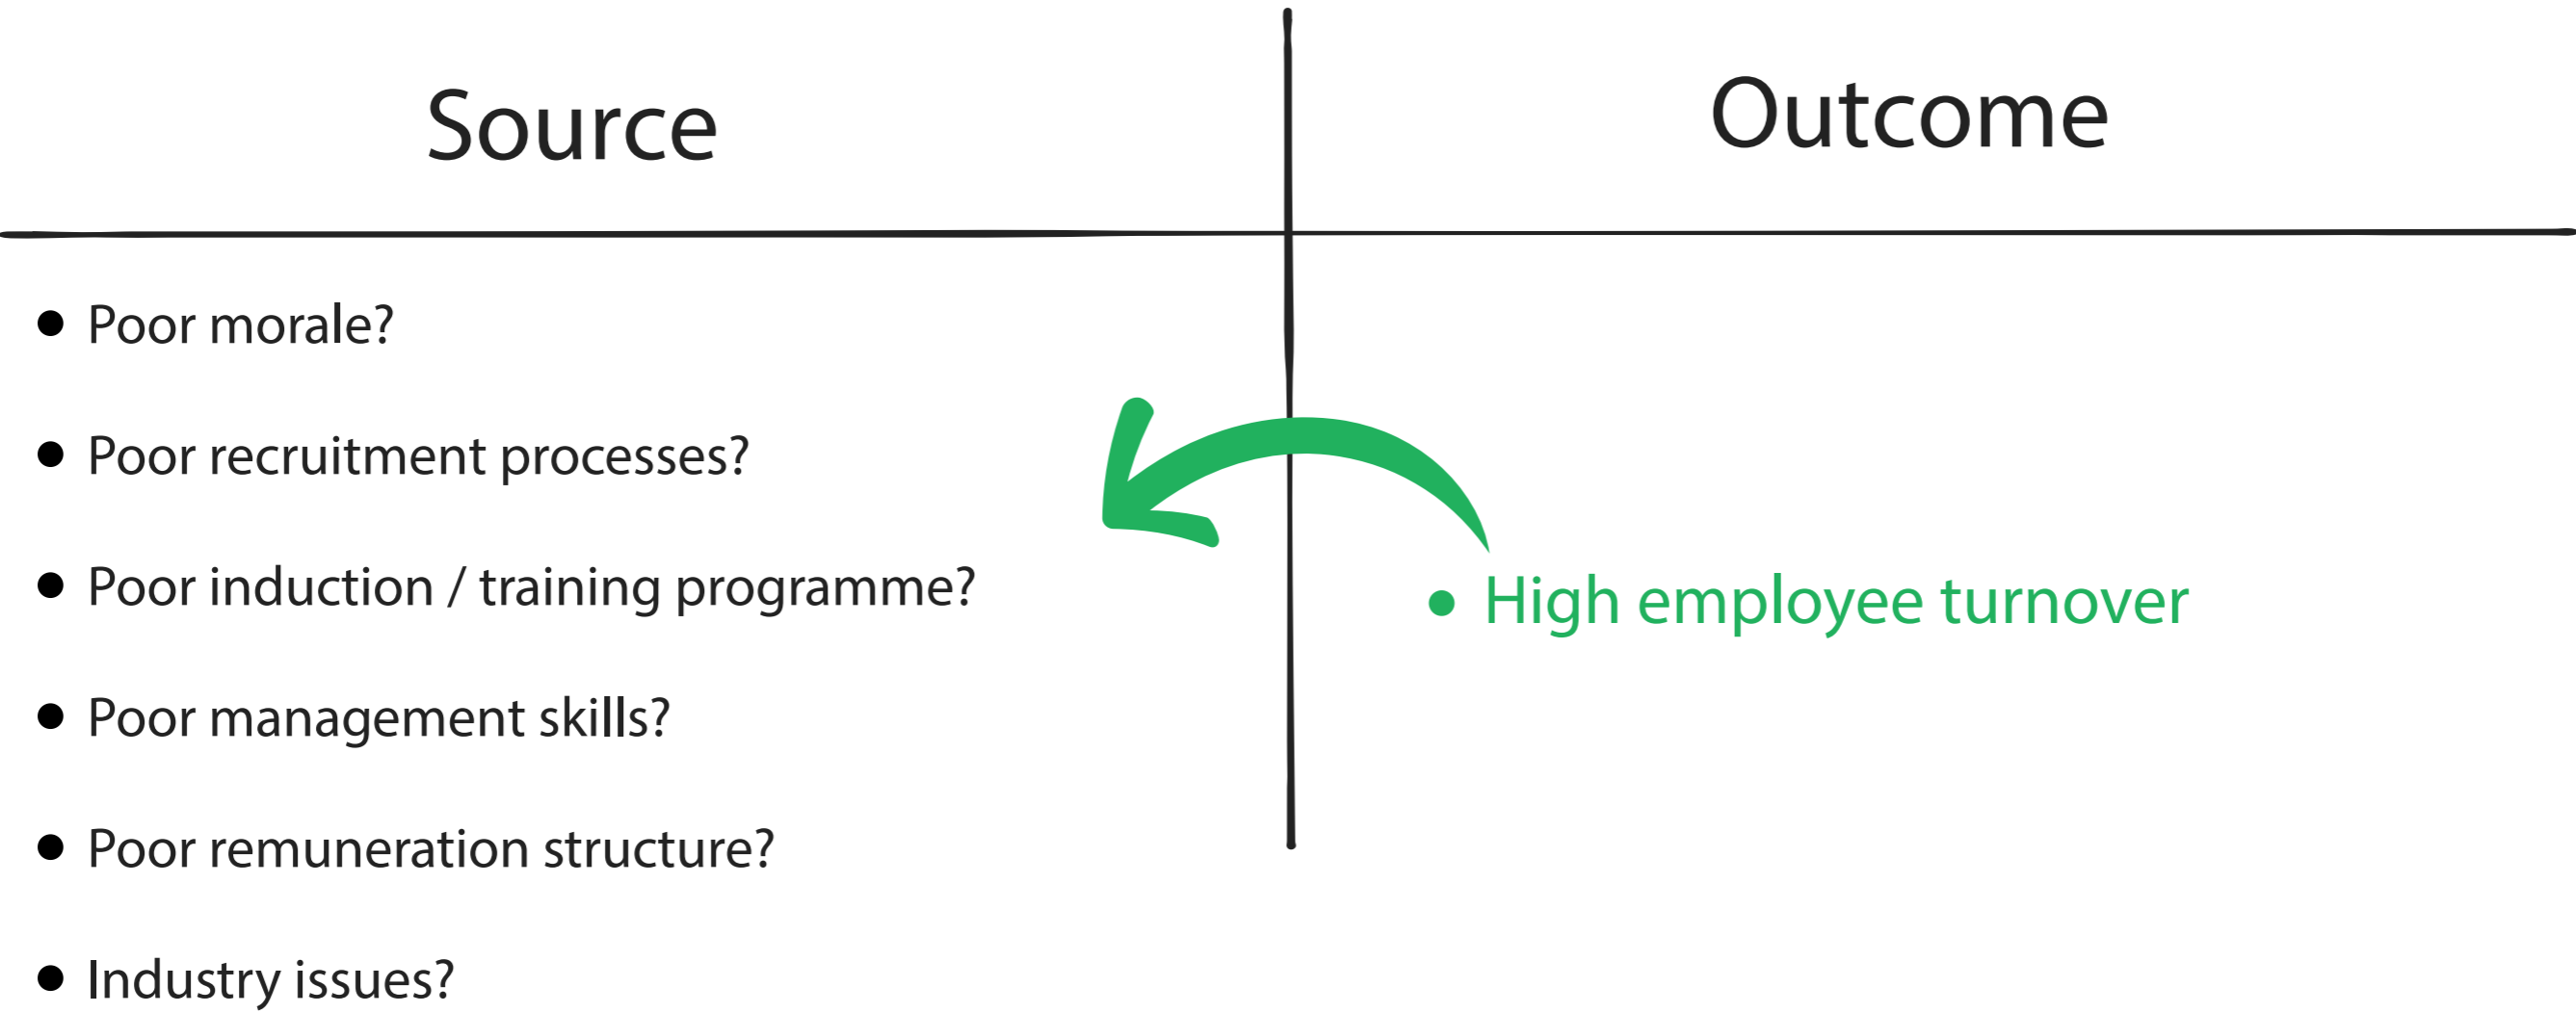 Source
Outcome
• Poor morale?
• Poor recruitment processes?
• Poor induction / training programme?
• Poor management skills?
• Poor remuneration structure?
• Industry issues?
• High employee turnover